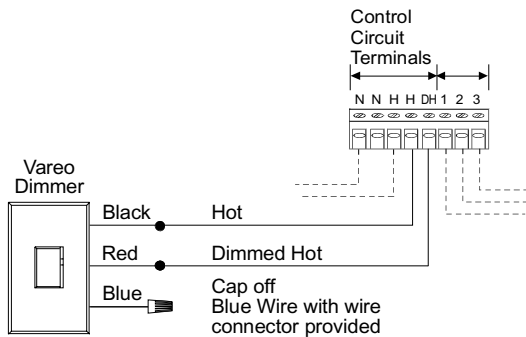 Control
Circuit
Terminals
N N H H DH 1 2 3
Vareo
Dimmer
Black Hot
Red Dimmed Hot
Blue Cap off
Blue Wire with wire
connector provided